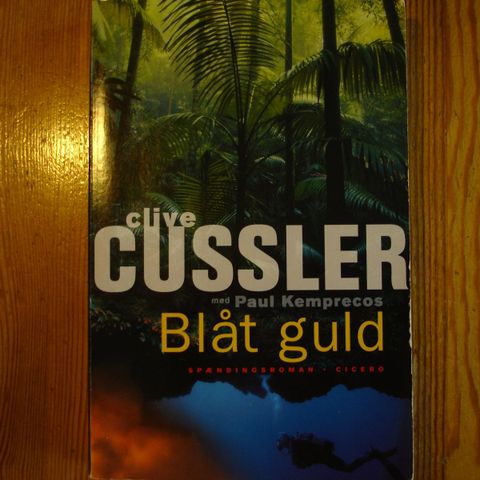 clive
CUSSLER
med Paul Kemprecos
Blåt guld
SPÆNDINGSROMAN · CICERO